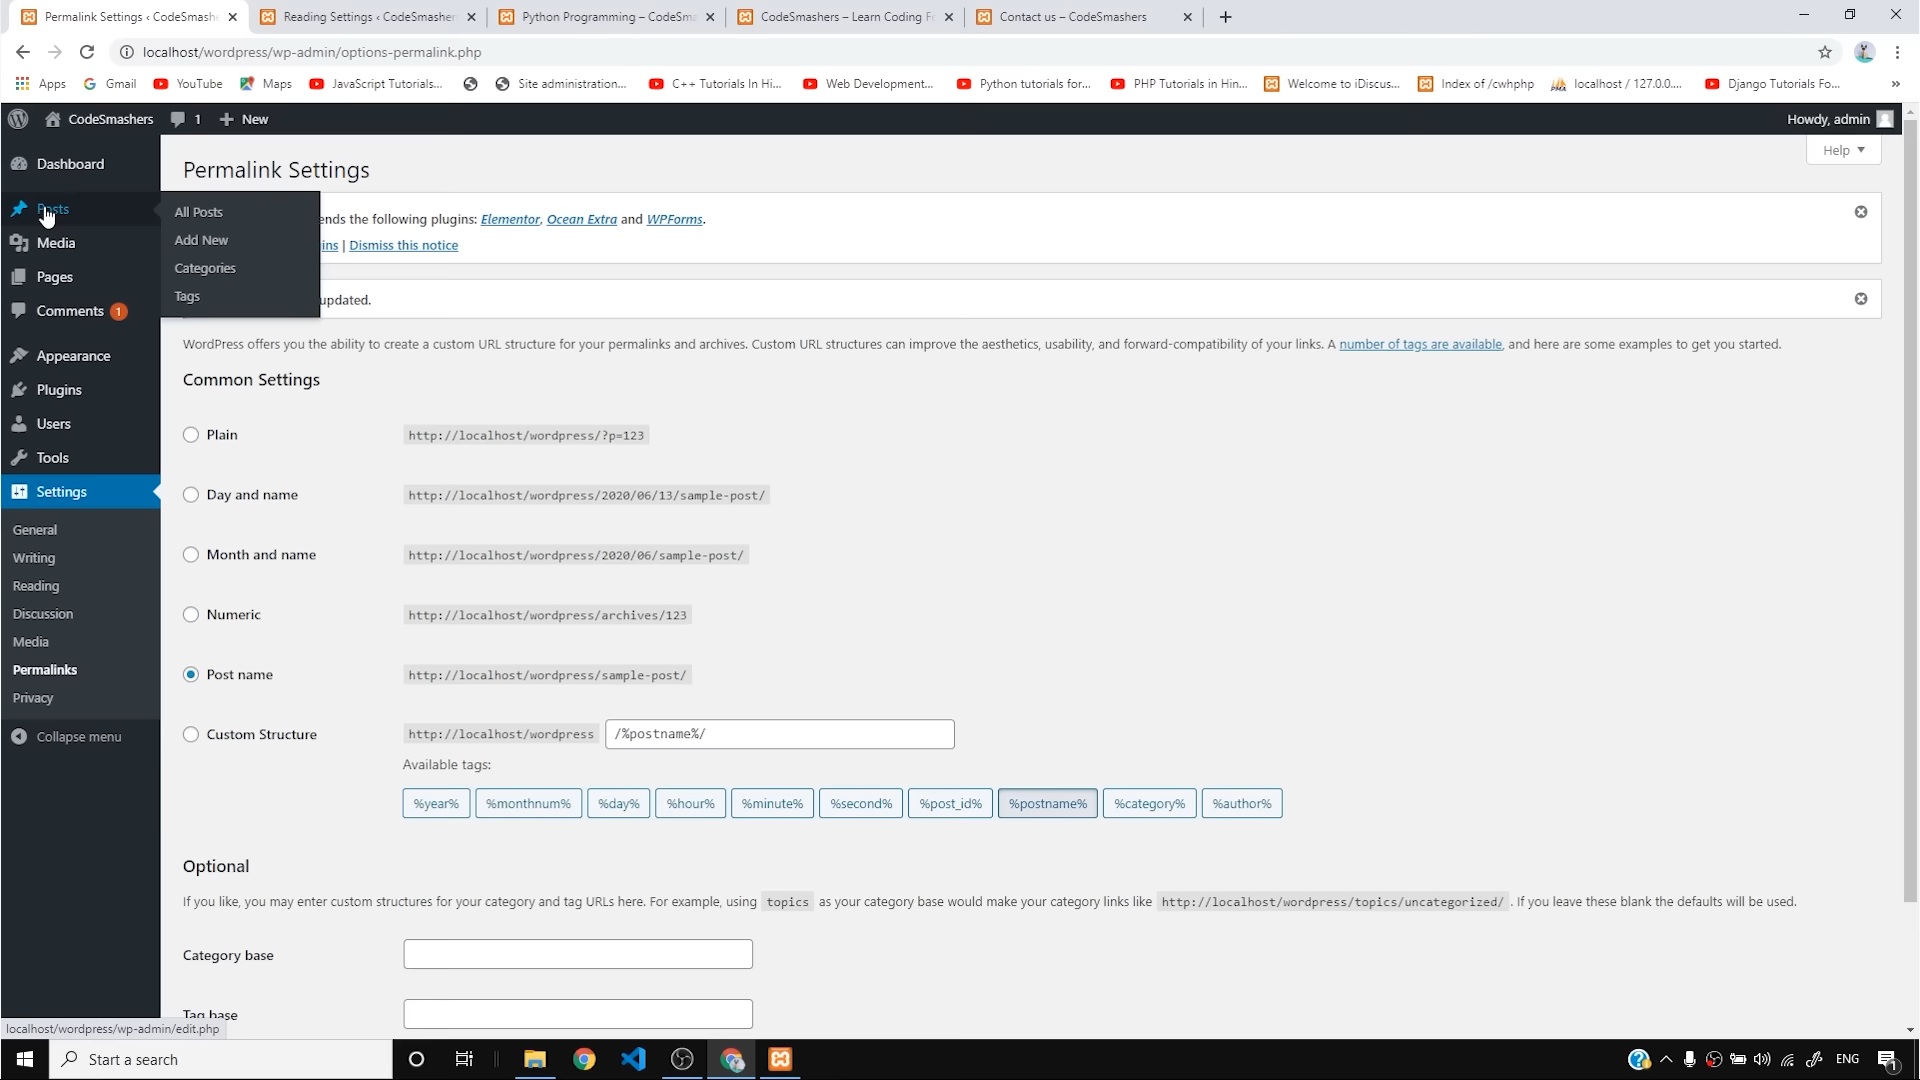 Permalink Settings ‹ CodeSmashe
Reading Settings ‹ CodeSmasher
Python Programming – CodeSma
CodeSmashers – Learn Coding F
Contact us – CodeSmashers
localhost/wordpress/wp-admin/options-permalink.php
Apps
Gmail
YouTube
Maps
JavaScript Tutorials...
Site administration...
C++ Tutorials In Hi...
Web Development...
Python tutorials for...
PHP Tutorials in Hin...
Welcome to iDiscus...
Index of /cwhphp
localhost / 127.0.0....
Django Tutorials Fo...
»
CodeSmashers
1
New
Howdy, admin
Dashboard
Posts
Media
Pages
Comments 1
Appearance
Plugins
Users
Tools
Settings
General
Writing
Reading
Discussion
Media
Permalinks
Privacy
Collapse menu
All Posts
Add New
Categories
Tags
Help
Permalink Settings
ends the following plugins: Elementor, Ocean Extra and WPForms.
ins | Dismiss this notice
updated.
WordPress offers you the ability to create a custom URL structure for your permalinks and archives. Custom URL structures can improve the aesthetics, usability, and forward-compatibility of your links. A number of tags are available, and here are some examples to get you started.
Common Settings
Plain http://localhost/wordpress/?p=123
Day and name http://localhost/wordpress/2020/06/13/sample-post/
Month and name http://localhost/wordpress/2020/06/sample-post/
Numeric http://localhost/wordpress/archives/123
Post name http://localhost/wordpress/sample-post/
Custom Structure http://localhost/wordpress /%postname%/
Available tags:
%year% %monthnum% %day% %hour% %minute% %second% %post_id% %postname% %category% %author%
Optional
If you like, you may enter custom structures for your category and tag URLs here. For example, using topics as your category base would make your category links like http://localhost/wordpress/topics/uncategorized/ . If you leave these blank the defaults will be used.
Category base
Tag base
localhost/wordpress/wp-admin/edit.php
Start a search
ENG
1